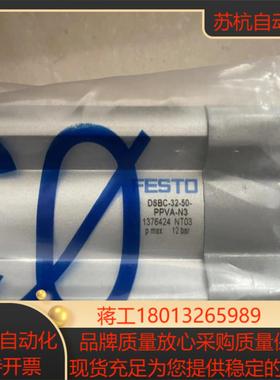 苏杭自动
FESTO
DSBC-32-50-
PPVA-N3
1376424 NT03
p max 12 bar
蒋工18013265989
自动化
品牌质量放心采购质量保
开票
现货充足为您提供稳定的